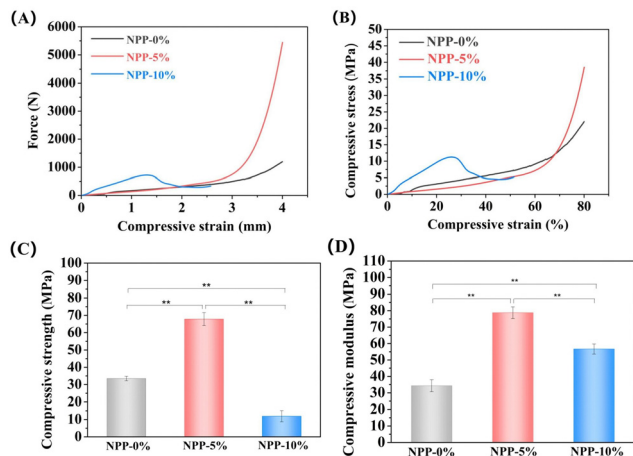 (A)
NPP-0%
NPP-5%
NPP-10%
6000
5000
4000
3000
2000
1000
0
Force (N)
0
1
2
3
4
Compressive strain (mm)
(B)
NPP-0%
NPP-5%
NPP-10%
50
45
40
35
30
25
20
15
10
5
0
Compressive stress (MPa)
0
20
40
60
80
100
Compressive strain (%)
(C)
100
90
80
70
60
50
40
30
20
10
0
Compressive strength (MPa)
**
**
**
NPP-0%
NPP-5%
NPP-10%
(D)
110
100
90
80
70
60
50
40
30
20
10
0
Compressive modulus (MPa)
**
**
**
NPP-0%
NPP-5%
NPP-10%